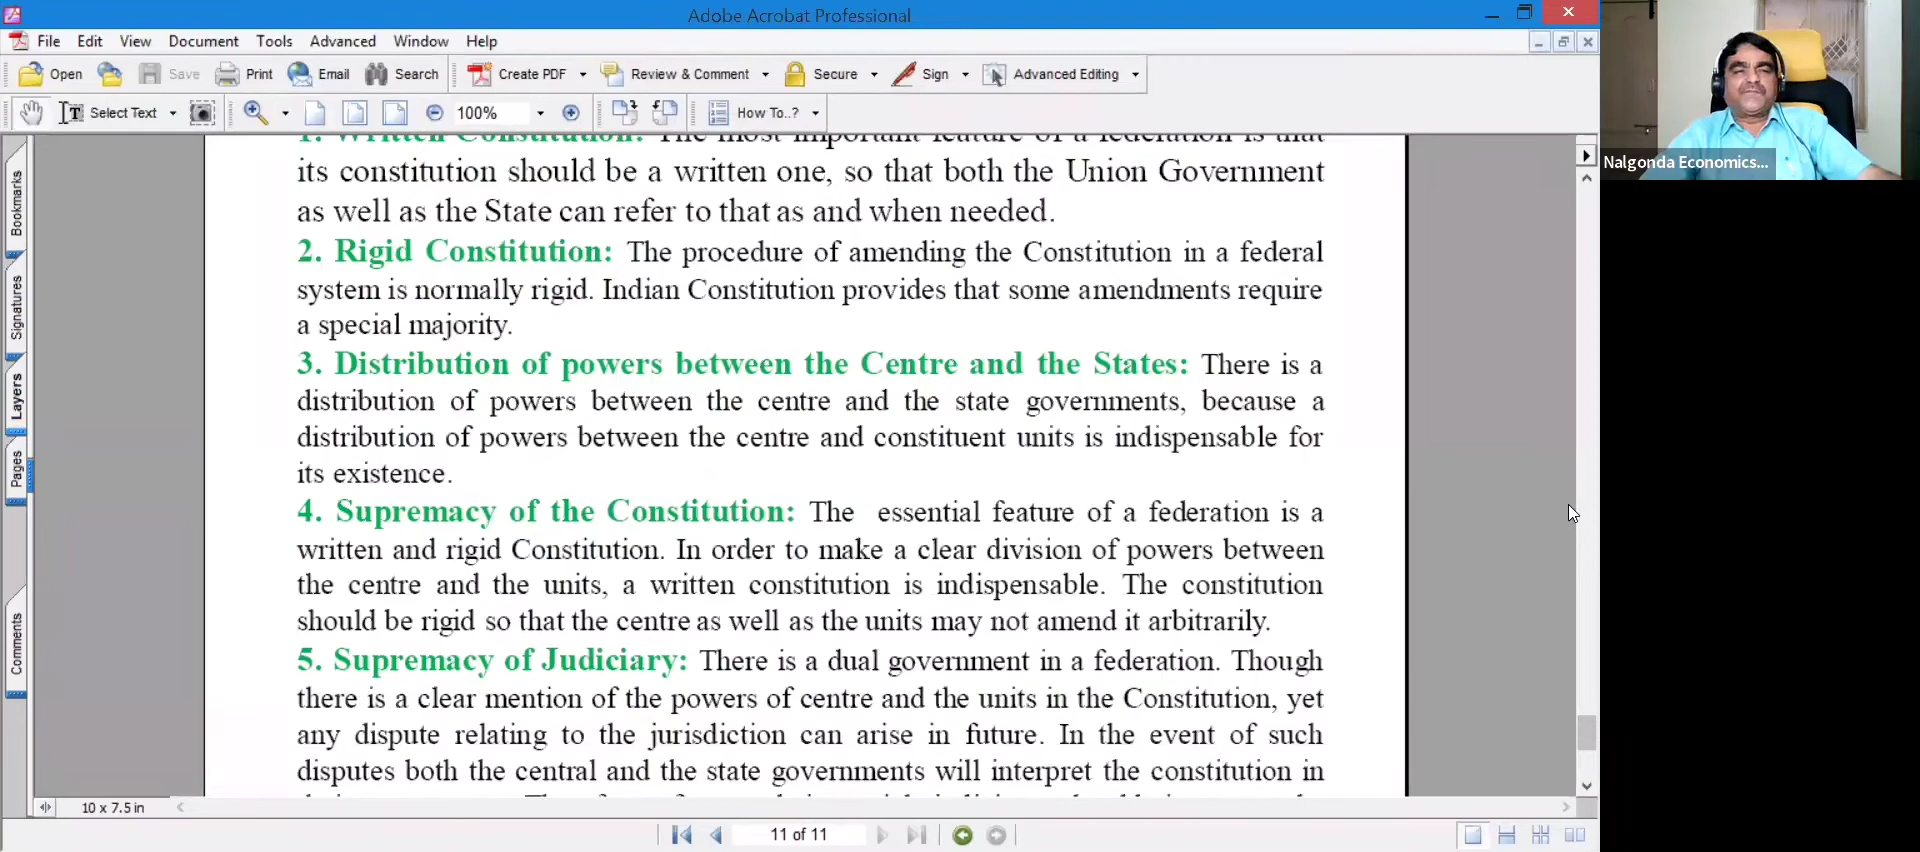 Adobe Acrobat Professional
File Edit View Document Tools Advanced Window Help
Open Save Print Email Search Create PDF Review & Comment Secure Sign Advanced Editing
Select Text 100% How To..?
1. Written Constitution: The most important feature of a federation is that
its constitution should be a written one, so that both the Union Government
as well as the State can refer to that as and when needed.
2. Rigid Constitution: The procedure of amending the Constitution in a federal
system is normally rigid. Indian Constitution provides that some amendments require
a special majority.
3. Distribution of powers between the Centre and the States: There is a
distribution of powers between the centre and the state governments, because a
distribution of powers between the centre and constituent units is indispensable for
its existence.
4. Supremacy of the Constitution: The essential feature of a federation is a
written and rigid Constitution. In order to make a clear division of powers between
the centre and the units, a written constitution is indispensable. The constitution
should be rigid so that the centre as well as the units may not amend it arbitrarily.
5. Supremacy of Judiciary: There is a dual government in a federation. Though
there is a clear mention of the powers of centre and the units in the Constitution, yet
any dispute relating to the jurisdiction can arise in future. In the event of such
disputes both the central and the state governments will interpret the constitution in
Bookmarks
Signatures
Layers
Pages
Comments
10 x 7.5 in
11 of 11
Nalgonda Economics...